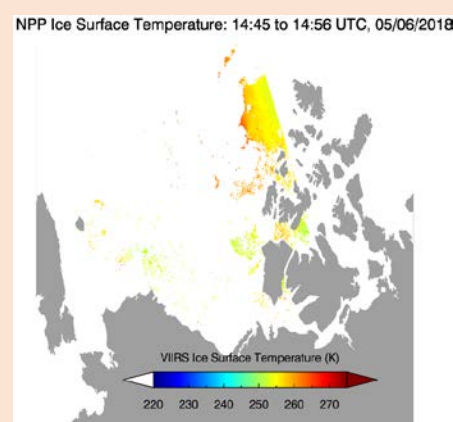 NPP Ice Surface Temperature: 14:45 to 14:56 UTC, 05/06/2018
VIIRS Ice Surface Temperature (K)
220 230 240 250 260 270